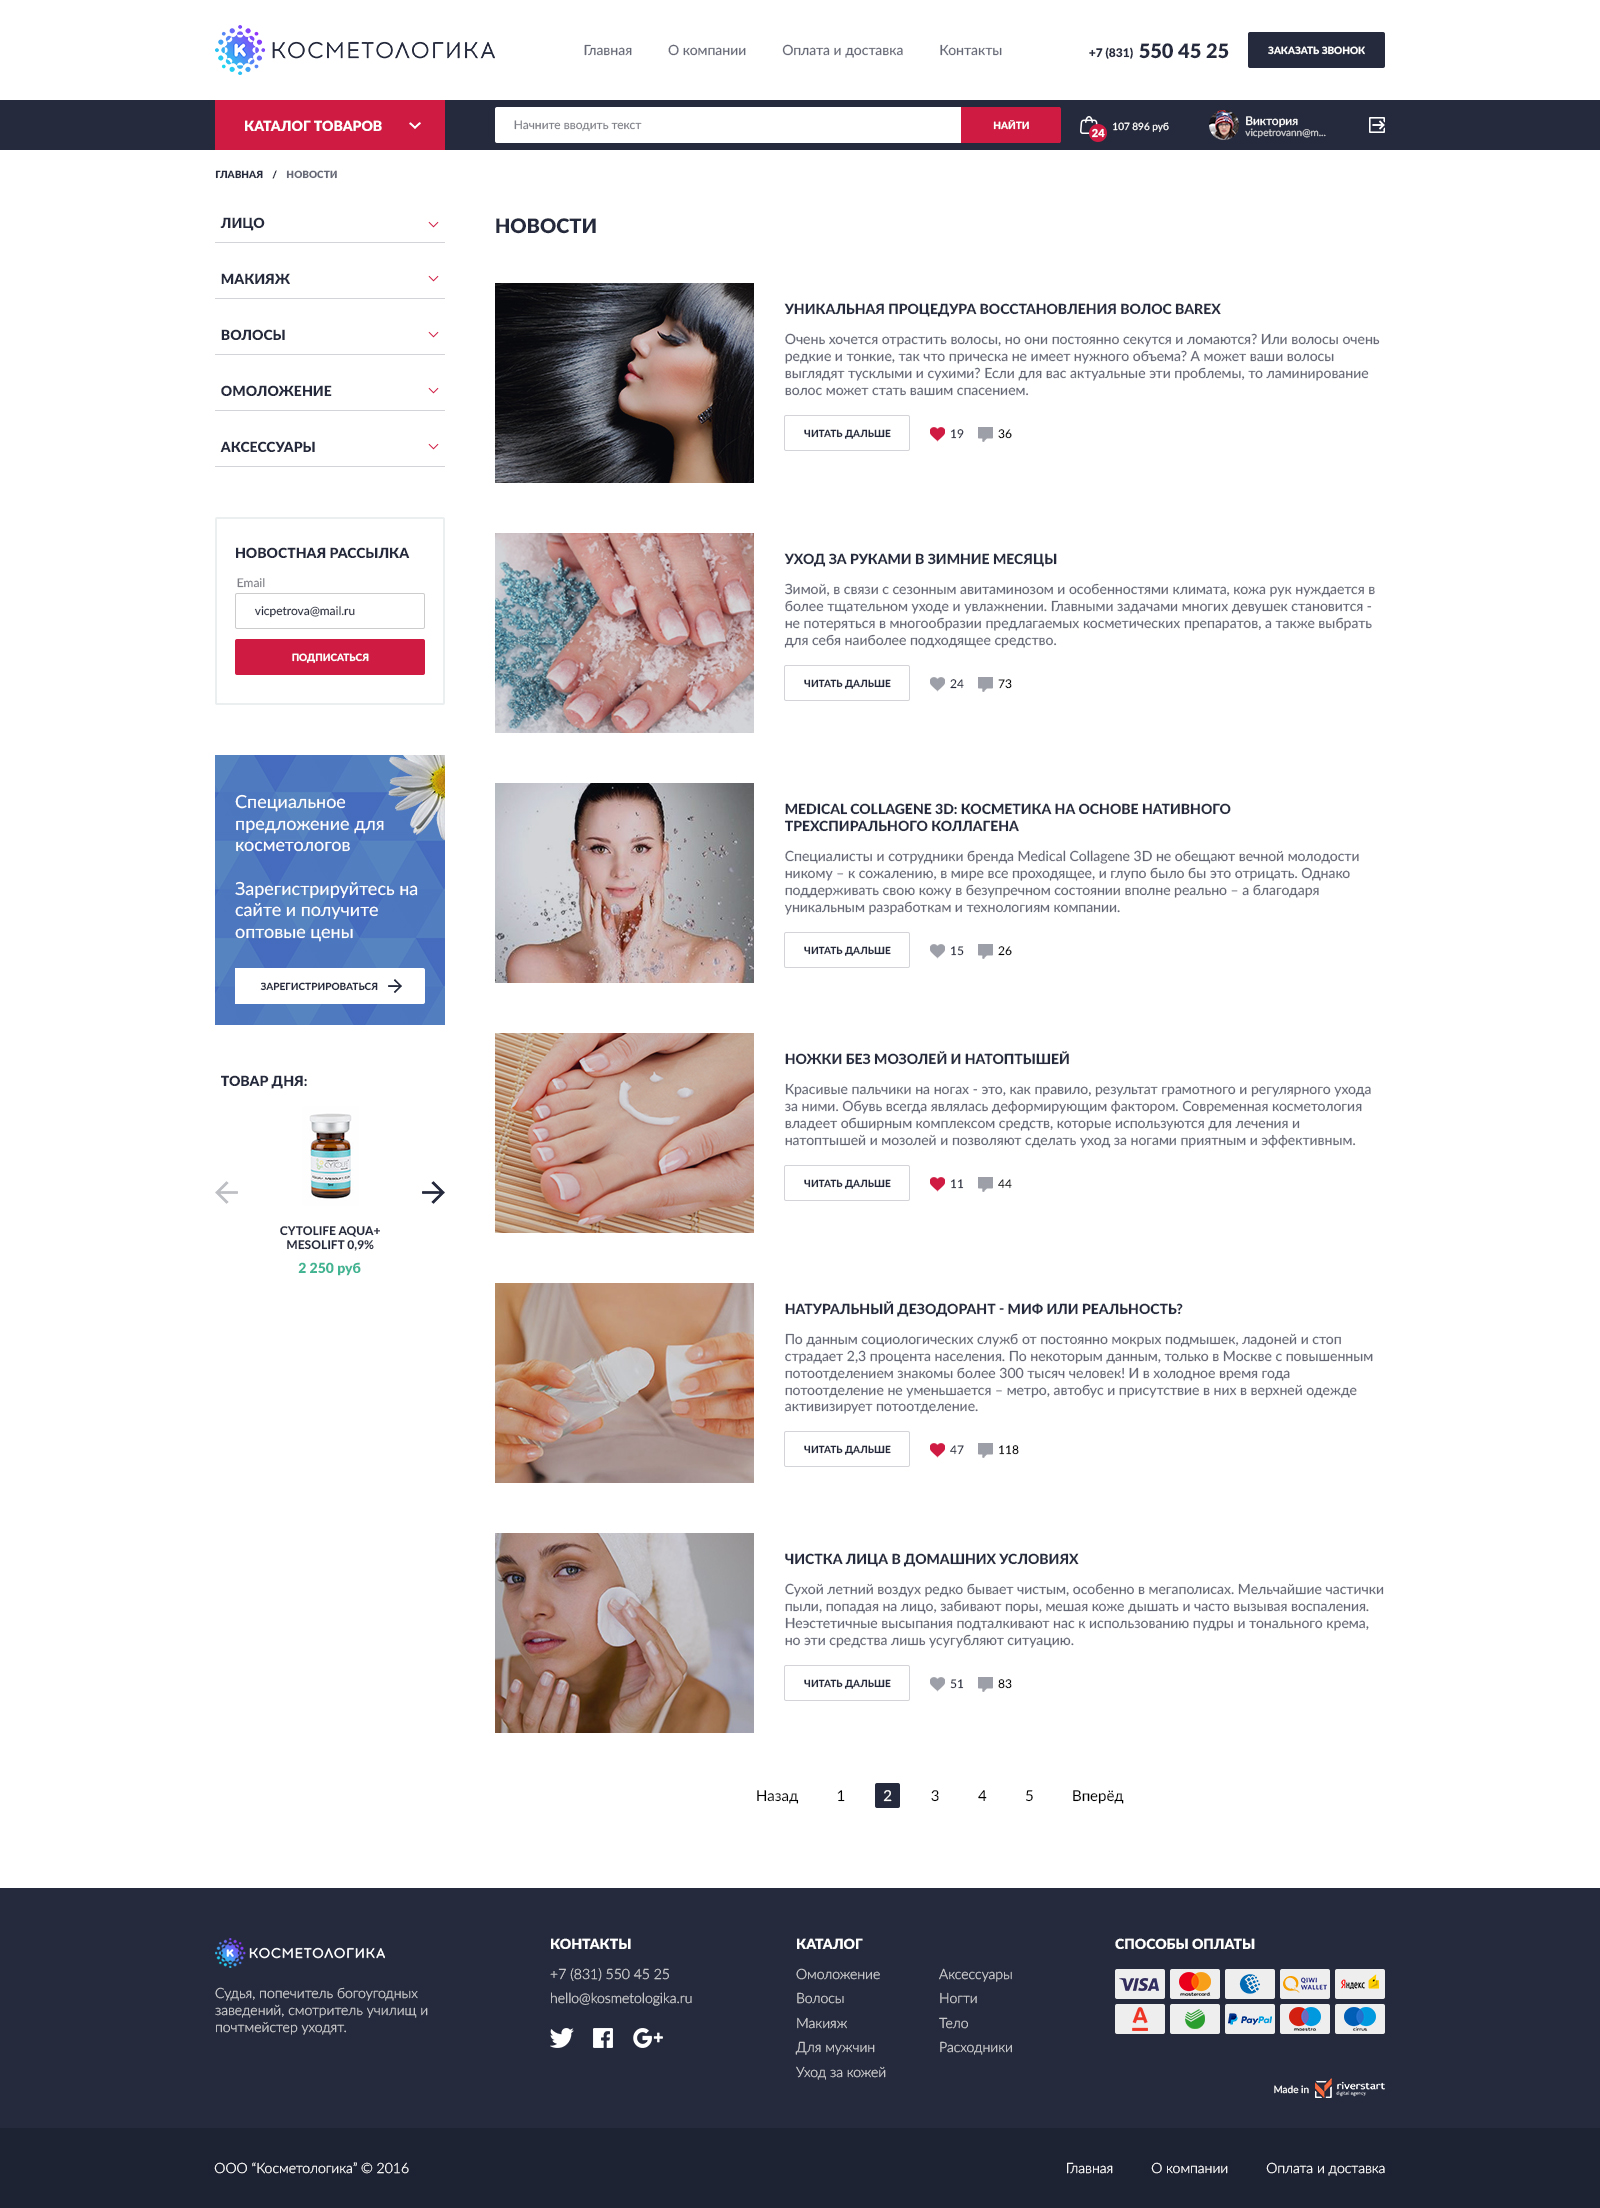 КОСМЕТОЛОГИКА
Главная О компании Оплата и доставка Контакты
+7 (831) 550 45 25
ЗАКАЗАТЬ ЗВОНОК
КАТАЛОГ ТОВАРОВ
Начните вводить текст
НАЙТИ
24
107 896 руб
Виктория
vicpetrovann@m...
ГЛАВНАЯ / НОВОСТИ
ЛИЦО
МАКИЯЖ
ВОЛОСЫ
ОМОЛОЖЕНИЕ
АКСЕССУАРЫ
НОВОСТНАЯ РАССЫЛКА
Email
vicpetrova@mail.ru
ПОДПИСАТЬСЯ
Специальное
предложение для
косметологов
Зарегистрируйтесь на
сайте и получите
оптовые цены
ЗАРЕГИСТРИРОВАТЬСЯ
ТОВАР ДНЯ:
CYTOLIFE AQUA+
MESOLIFT 0,9%
2 250 руб
НОВОСТИ
УНИКАЛЬНАЯ ПРОЦЕДУРА ВОССТАНОВЛЕНИЯ ВОЛОС BAREX
Очень хочется отрастить волосы, но они постоянно секутся и ломаются? Или волосы очень
редкие и тонкие, так что прическа не имеет нужного объема? А может ваши волосы
выглядят тусклыми и сухими? Если для вас актуальные эти проблемы, то ламинирование
волос может стать вашим спасением.
ЧИТАТЬ ДАЛЬШЕ 19 36
УХОД ЗА РУКАМИ В ЗИМНИЕ МЕСЯЦЫ
Зимой, в связи с сезонным авитаминозом и особенностями климата, кожа рук нуждается в
более тщательном уходе и увлажнении. Главными задачами многих девушек становится -
не потеряться в многообразии предлагаемых косметических препаратов, а также выбрать
для себя наиболее подходящее средство.
ЧИТАТЬ ДАЛЬШЕ 24 73
MEDICAL COLLAGENE 3D: КОСМЕТИКА НА ОСНОВЕ НАТИВНОГО
ТРЕХСПИРАЛЬНОГО КОЛЛАГЕНА
Специалисты и сотрудники бренда Medical Collagene 3D не обещают вечной молодости
никому – к сожалению, в мире все проходящее, и глупо было бы это отрицать. Однако
поддерживать свою кожу в безупречном состоянии вполне реально – а благодаря
уникальным разработкам и технологиям компании.
ЧИТАТЬ ДАЛЬШЕ 15 26
НОЖКИ БЕЗ МОЗОЛЕЙ И НАТОПТЫШЕЙ
Красивые пальчики на ногах - это, как правило, результат грамотного и регулярного ухода
за ними. Обувь всегда являлась деформирующим фактором. Современная косметология
владеет обширным комплексом средств, которые используются для лечения и
натоптышей и мозолей и позволяют сделать уход за ногами приятным и эффективным.
ЧИТАТЬ ДАЛЬШЕ 11 44
НАТУРАЛЬНЫЙ ДЕЗОДОРАНТ - МИФ ИЛИ РЕАЛЬНОСТЬ?
По данным социологических служб от постоянно мокрых подмышек, ладоней и стоп
страдает 2,3 процента населения. По некоторым данным, только в Москве с повышенным
потоотделением знакомы более 300 тысяч человек! И в холодное время года
потоотделение не уменьшается – метро, автобус и присутствие в них в верхней одежде
активизирует потоотделение.
ЧИТАТЬ ДАЛЬШЕ 47 118
ЧИСТКА ЛИЦА В ДОМАШНИХ УСЛОВИЯХ
Сухой летний воздух редко бывает чистым, особенно в мегаполисах. Мельчайшие частички
пыли, попадая на лицо, забивают поры, мешая коже дышать и часто вызывая воспаления.
Неэстетичные высыпания подталкивают нас к использованию пудры и тонального крема,
но эти средства лишь усугубляют ситуацию.
ЧИТАТЬ ДАЛЬШЕ 51 83
Назад 1 2 3 4 5 Вперёд
КОСМЕТОЛОГИКА
Судья, попечитель богоугодных
заведений, смотритель училищ и
почтмейстер уходят.
КОНТАКТЫ
+7 (831) 550 45 25
hello@kosmetologika.ru
КАТАЛОГ
Омоложение
Волосы
Макияж
Для мужчин
Уход за кожей
Аксессуары
Ногти
Тело
Расходники
СПОСОБЫ ОПЛАТЫ
VISA mastercard QIWI WALLET Яндекс
PayPal maestro cirrus
Made in riverstart
digital agency
ООО “Косметологика” © 2016
Главная О компании Оплата и доставка